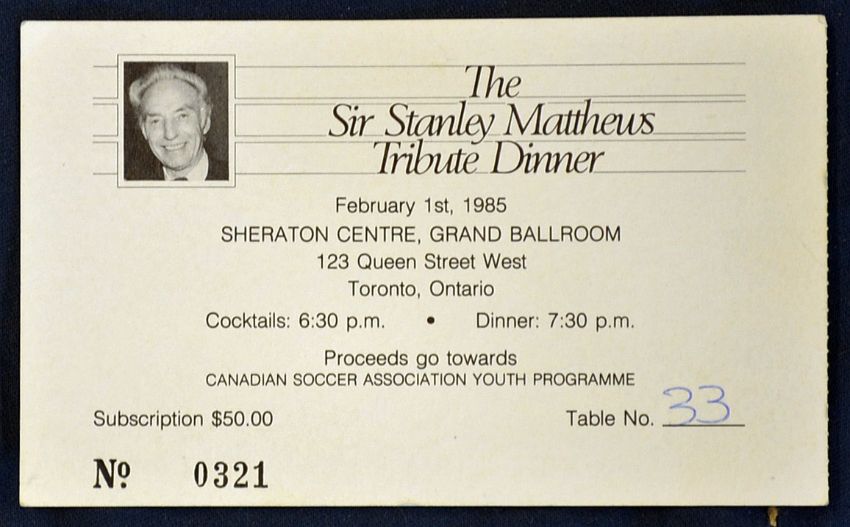 The
Sir Stanley Matthews
Tribute Dinner
February 1st, 1985
SHERATON CENTRE, GRAND BALLROOM
123 Queen Street West
Toronto, Ontario
Cocktails: 6:30 p.m. • Dinner: 7:30 p.m.
Proceeds go towards
CANADIAN SOCCER ASSOCIATION YOUTH PROGRAMME
Subscription $50.00 Table No. 33
Nº 0321